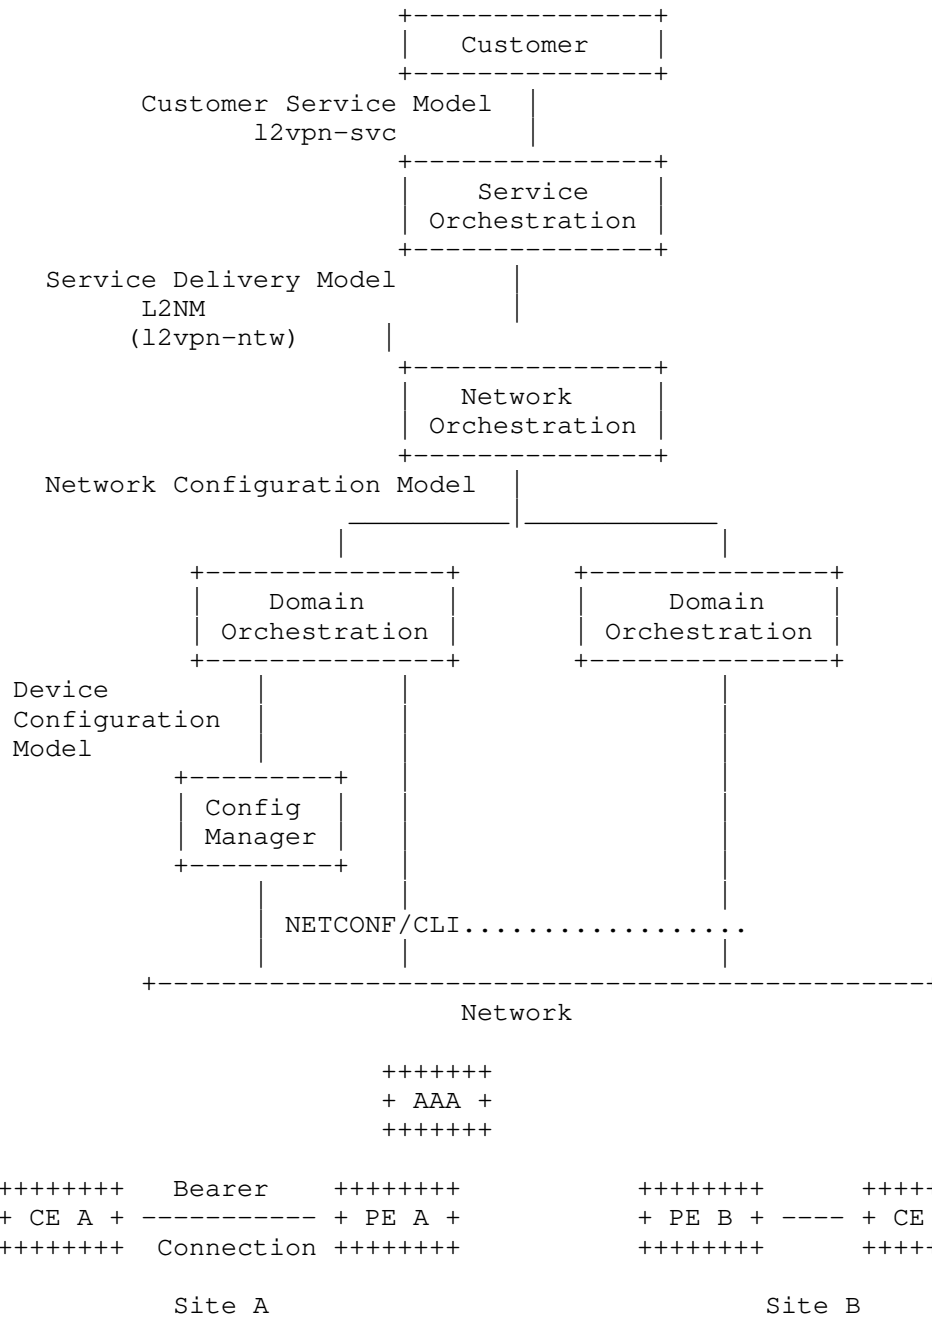 Customer
Customer Service Model
l2vpn-svc
Service
Orchestration
Service Delivery Model
L2NM
(l2vpn-ntw)
Network
Orchestration
Network Configuration Model
Domain Domain
Orchestration Orchestration
Device
Configuration
Model
Config
Manager
NETCONF/CLI...................
Network
+++++++
+ AAA +
+++++++
++++++++ Bearer ++++++++ ++++++++ +++++
+ CE A + ----------- + PE A + + PE B + ---- + CE
++++++++ Connection ++++++++ ++++++++ +++++
Site A Site B